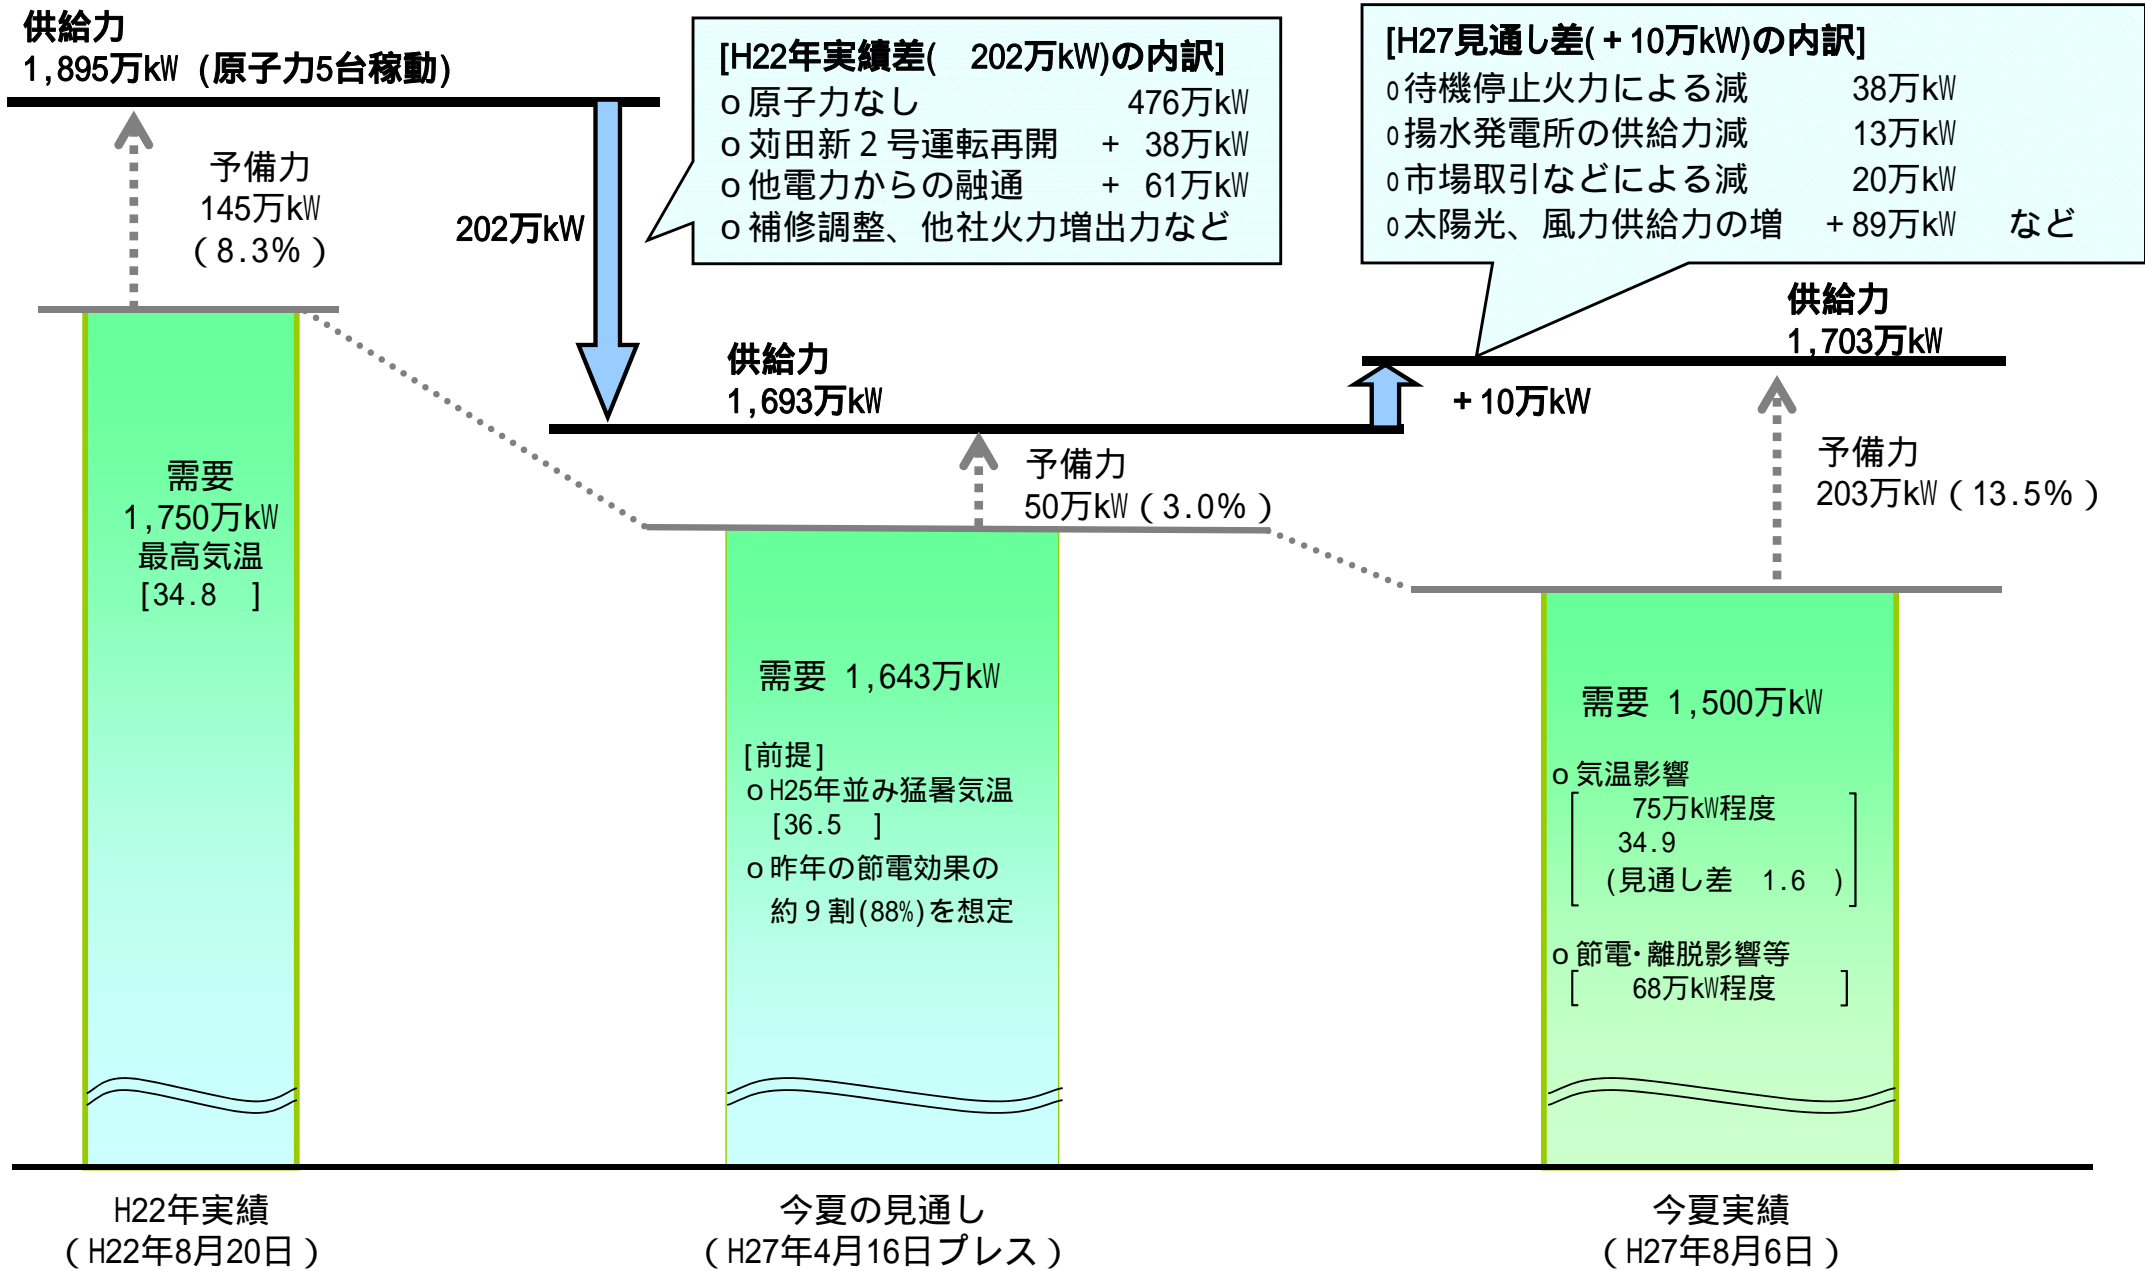 供給力
1,895万kW (原子力5台稼動)
予備力
145万kW
(8.3%)
202万kW
[H22年実績差( 202万kW)の内訳]
o 原子力なし 476万kW
o 苅田新2号運転再開 + 38万kW
o 他電力からの融通 + 61万kW
o 補修調整、他社火力増出力など
[H27見通し差(+10万kW)の内訳]
o 待機停止火力による減 38万kW
o 揚水発電所の供給力減 13万kW
o 市場取引などによる減 20万kW
o 太陽光、風力供給力の増 +89万kW など
供給力
1,693万kW
予備力
50万kW(3.0%)
+10万kW
供給力
1,703万kW
予備力
203万kW(13.5%)
需要
1,750万kW
最高気温
[34.8 ]
需要 1,643万kW
[前提]
o H25年並み猛暑気温
[36.5 ]
o 昨年の節電効果の
約9割(88%)を想定
需要 1,500万kW
o 気温影響
[ 75万kW程度
34.9
(見通し差 1.6 )]
o 節電・離脱影響等
[ 68万kW程度 ]
H22年実績
(H22年8月20日)
今夏の見通し
(H27年4月16日プレス)
今夏実績
(H27年8月6日)